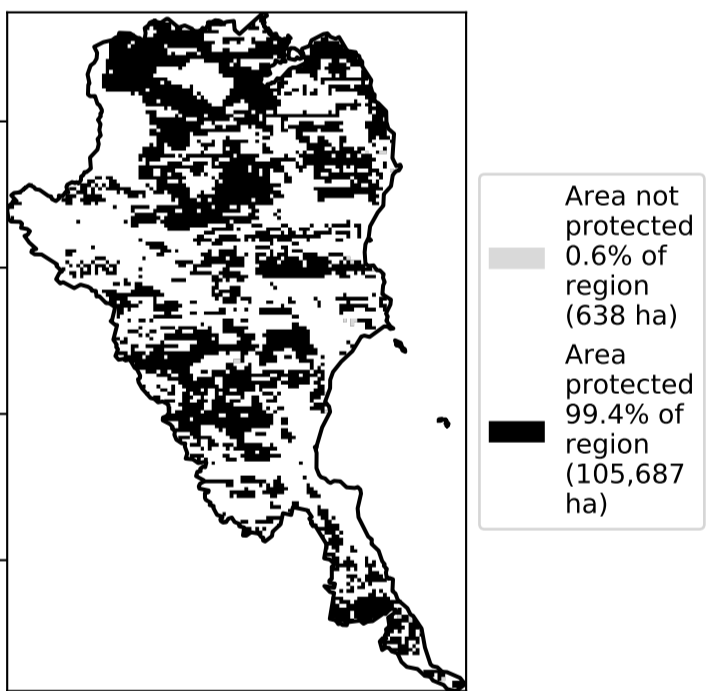 Area not
protected
0.6% of
region
(638 ha)
Area
protected
99.4% of
region
(105,687
ha)